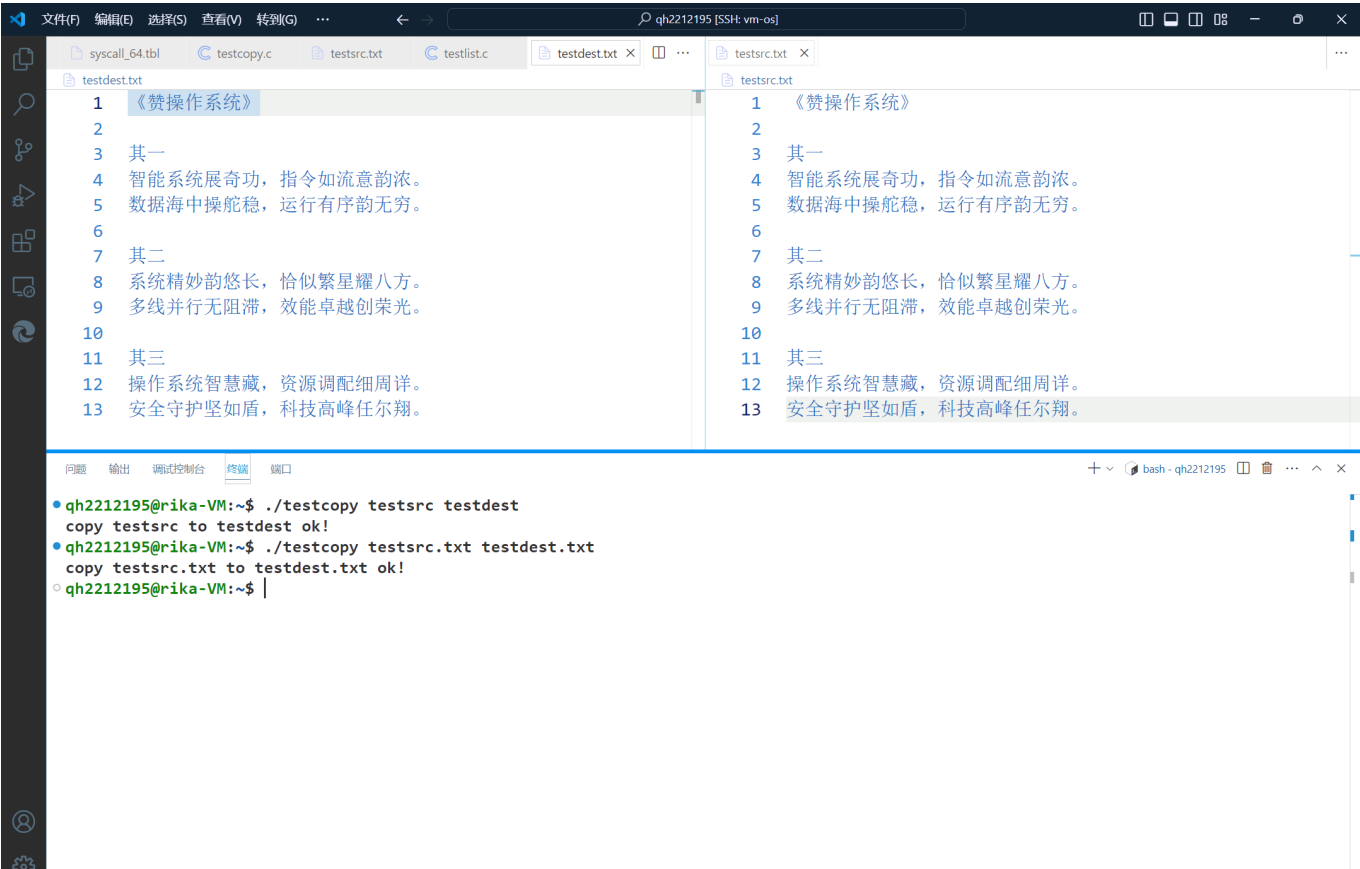 文件(F) 编辑(E) 选择(S) 查看(V) 转到(G) ··· qh2212195 [SSH: vm-os]
syscall_64.tbl testcopy.c testsrc.txt testlist.c testdest.txt ··· testsrc.txt ···
testdest.txt
1 《赞操作系统》
2
3 其一
4 智能系统展奇功，指令如流意韵浓。
5 数据海中操舵稳，运行有序韵无穷。
6
7 其二
8 系统精妙韵悠长，恰似繁星耀八方。
9 多线并行无阻滞，效能卓越创荣光。
10
11 其三
12 操作系统智慧藏，资源调配细周详。
13 安全守护坚如盾，科技高峰任尔翔。
testsrc.txt
1 《赞操作系统》
2
3 其一
4 智能系统展奇功，指令如流意韵浓。
5 数据海中操舵稳，运行有序韵无穷。
6
7 其二
8 系统精妙韵悠长，恰似繁星耀八方。
9 多线并行无阻滞，效能卓越创荣光。
10
11 其三
12 操作系统智慧藏，资源调配细周详。
13 安全守护坚如盾，科技高峰任尔翔。
问题 输出 调试控制台 终端 端口 bash - qh2212195 ···
qh2212195@rika-VM:~$ ./testcopy testsrc testdest
copy testsrc to testdest ok!
qh2212195@rika-VM:~$ ./testcopy testsrc.txt testdest.txt
copy testsrc.txt to testdest.txt ok!
qh2212195@rika-VM:~$